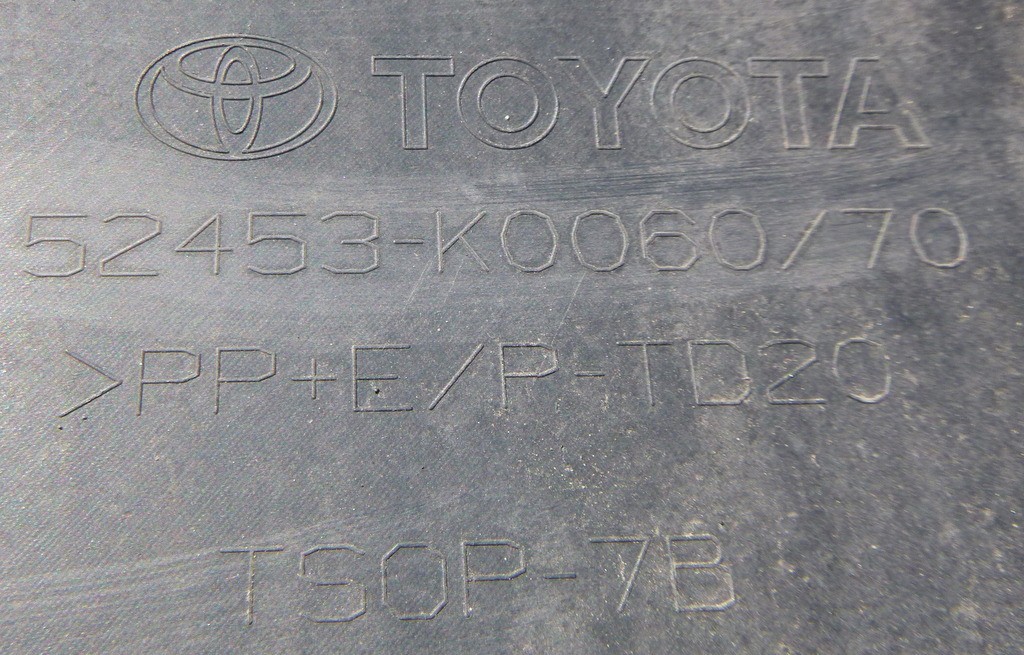 TOYOTA
52453-K0060/70
>PP+E/P-TD20
TSOP-7B